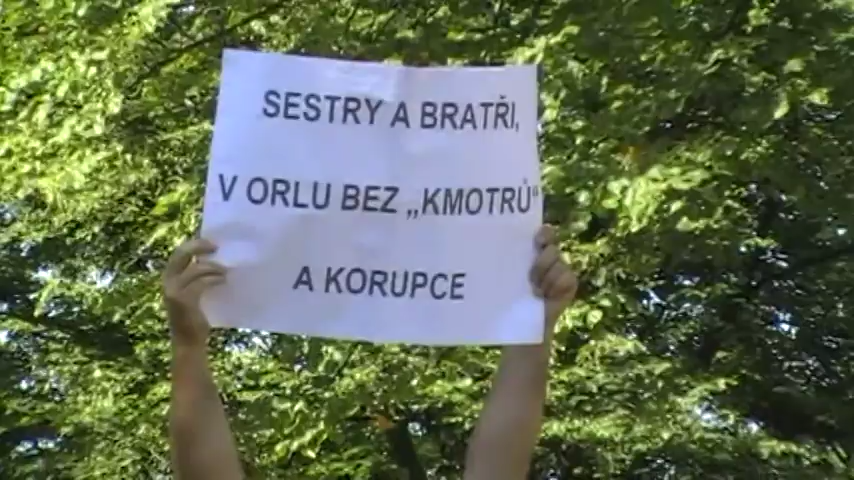 SESTRY A BRATŘI,
V ORLU BEZ „KMOTRŮ“
A KORUPCE